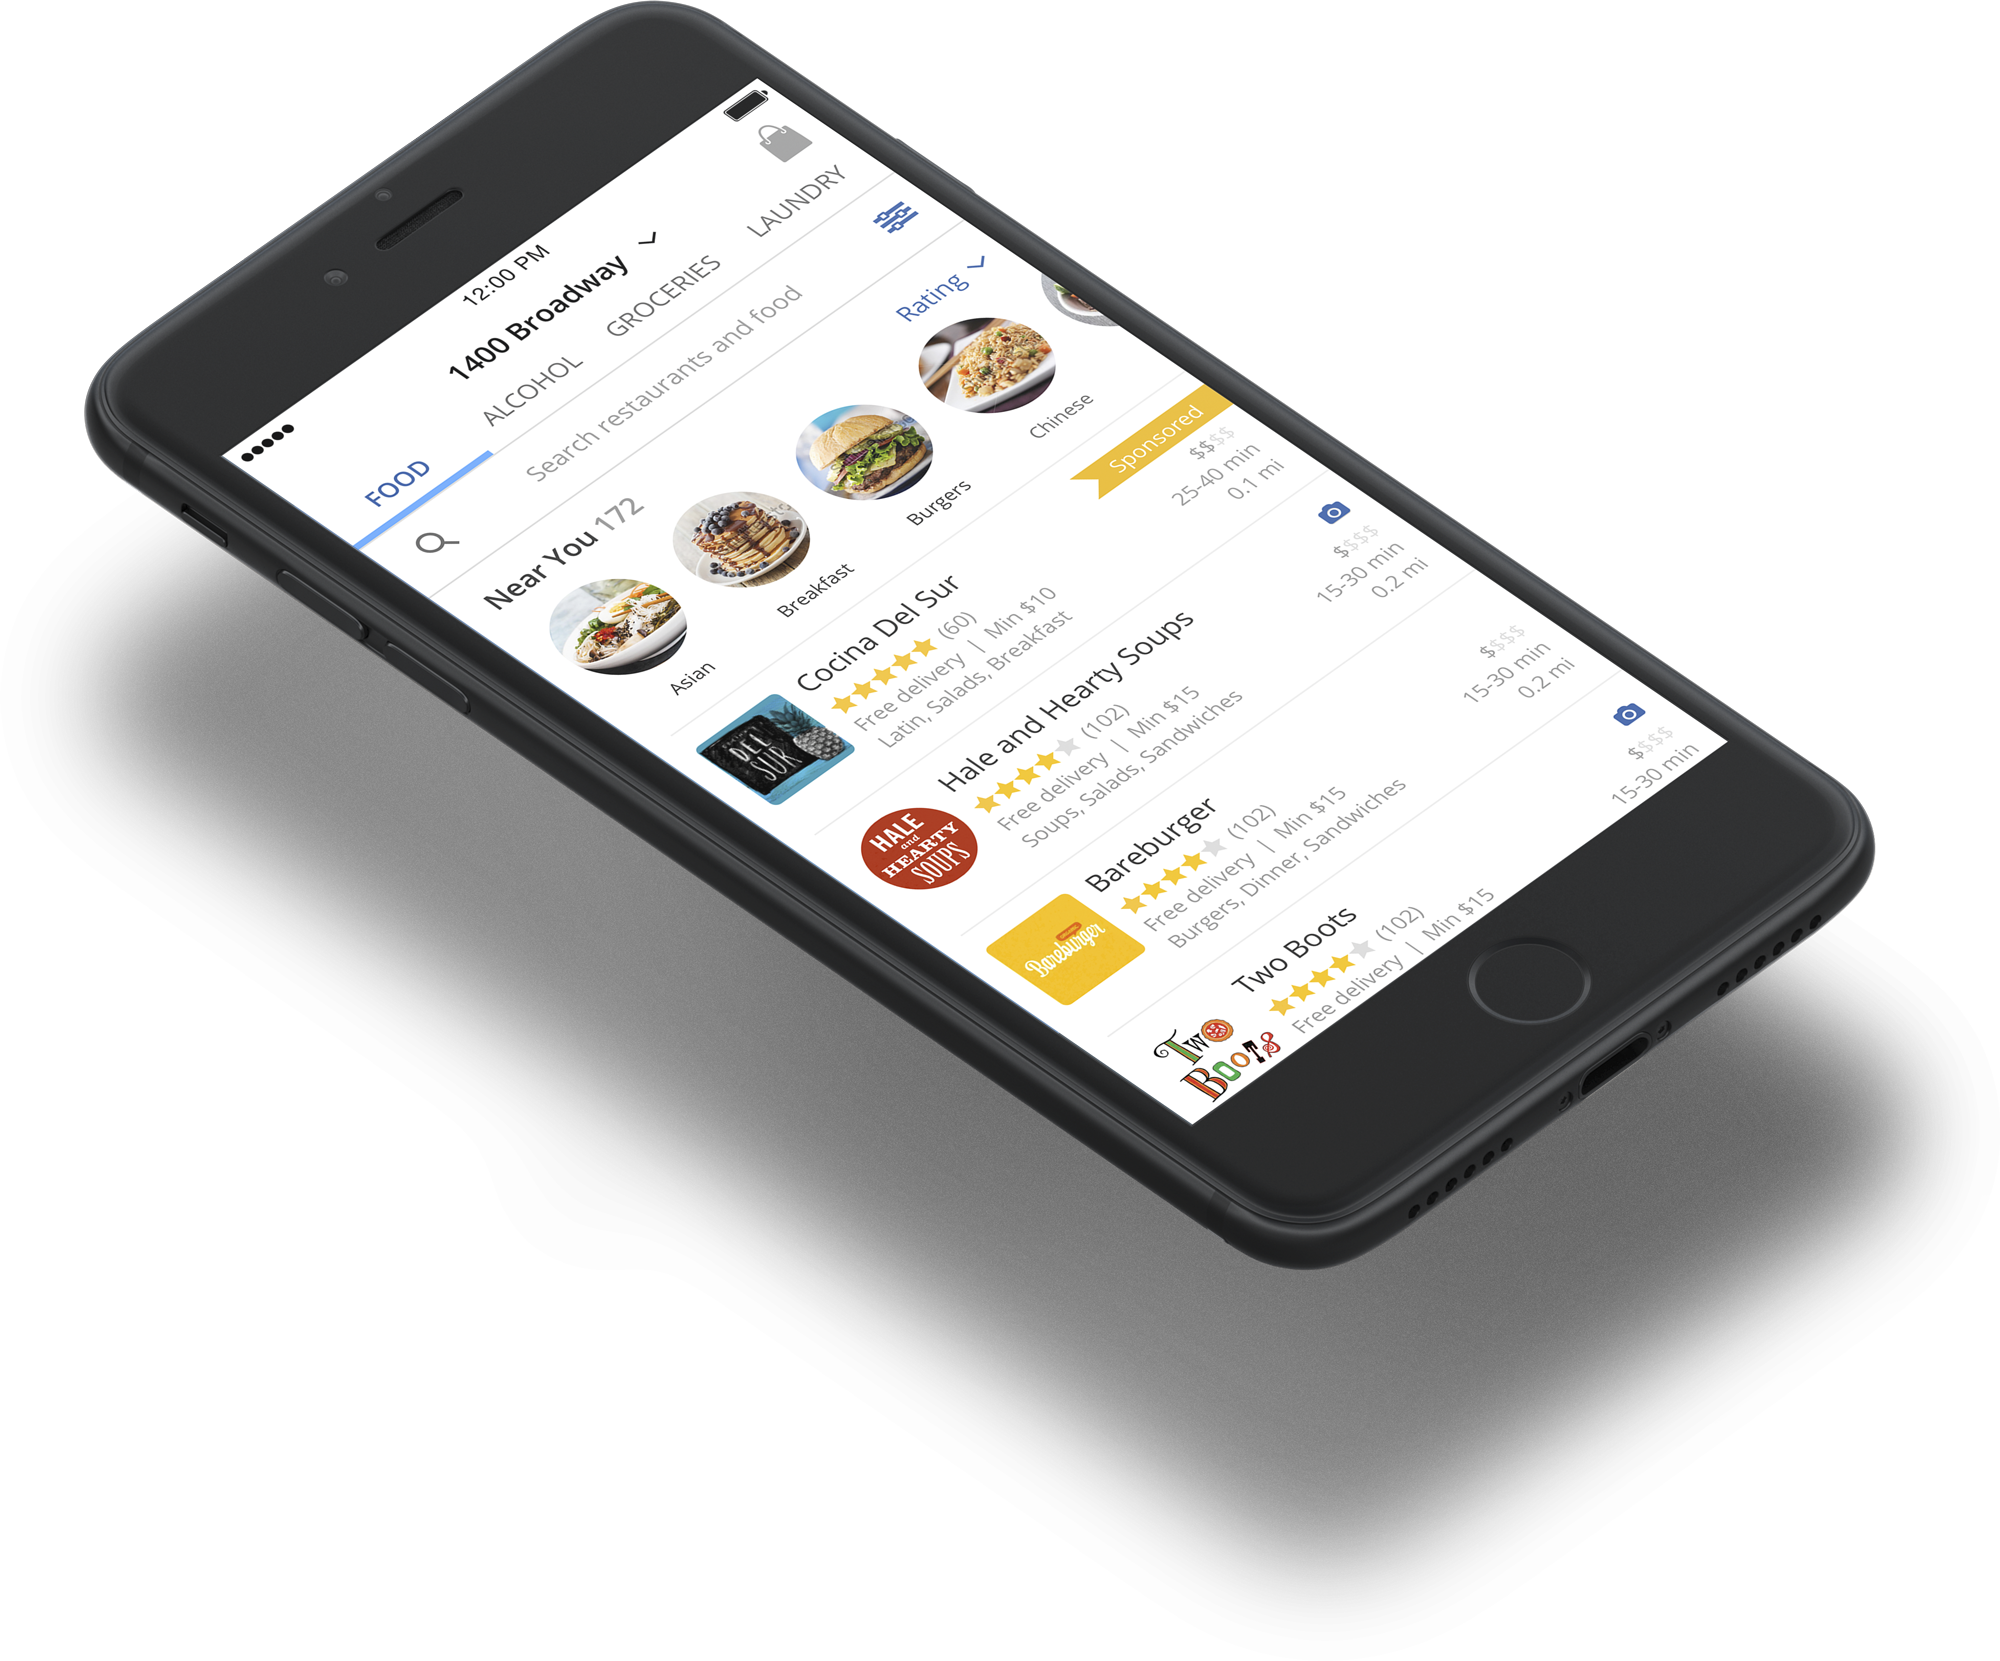 12:00 PM
1400 Broadway
FOOD
ALCOHOL
GROCERIES
LAUNDRY
Search restaurants and food
Near You 172
Rating
Asian
Breakfast
Burgers
Chinese
Sponsored
DEL
SUR
Cocina Del Sur
(60)
Free delivery | Min $10
Latin, Salads, Breakfast
$$$$
25-40 min
0.1 mi
HALE
and
HEARTY
SOUPS
Hale and Hearty Soups
(102)
Free delivery | Min $15
Soups, Salads, Sandwiches
$$$$
15-30 min
0.2 mi
Bareburger
Bareburger
(102)
Free delivery | Min $15
Burgers, Dinner, Sandwiches
$$$$
15-30 min
0.2 mi
TWO
BOOTS
Two Boots
(102)
Free delivery | Min $15
$$$$
15-30 min